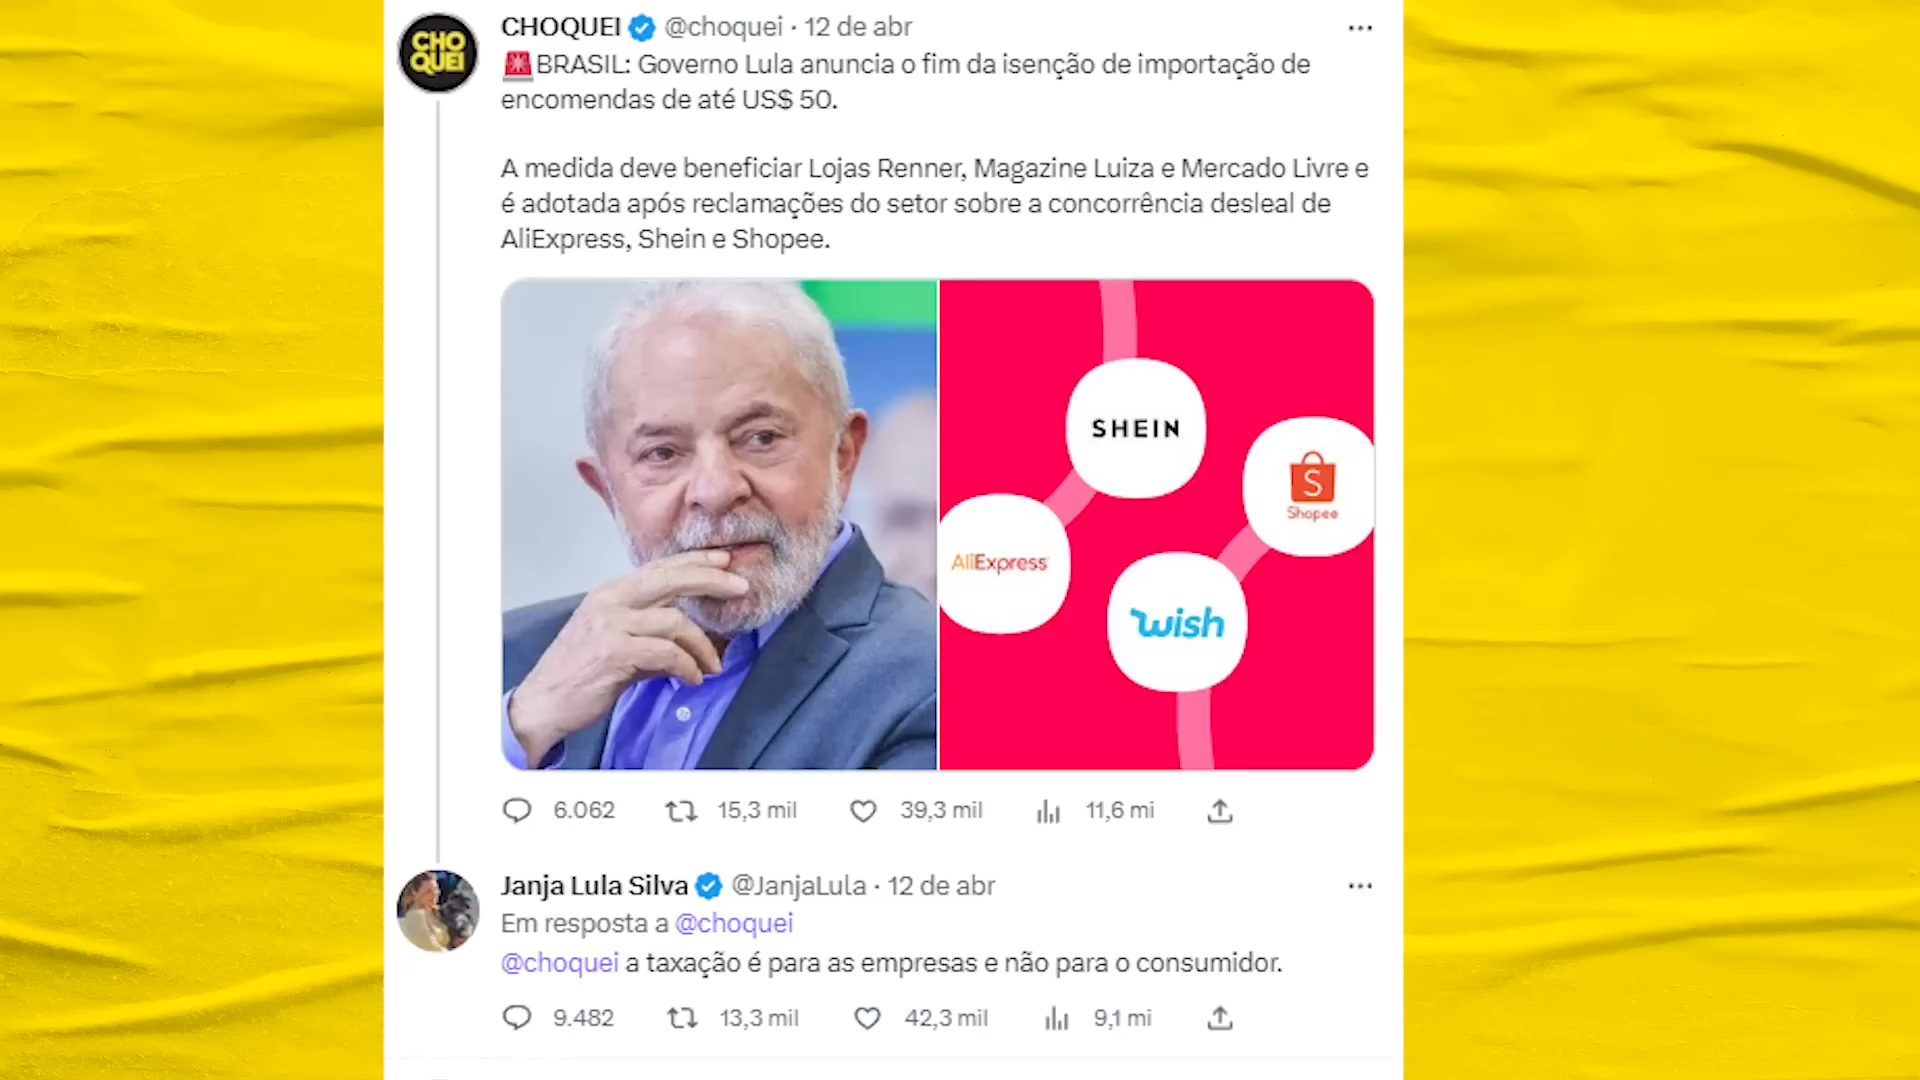 CHO
QUEI
CHOQUEI @choquei · 12 de abr
BRASIL: Governo Lula anuncia o fim da isenção de importação de
encomendas de até US$ 50.
A medida deve beneficiar Lojas Renner, Magazine Luiza e Mercado Livre e
é adotada após reclamações do setor sobre a concorrência desleal de
AliExpress, Shein e Shopee.
SHEIN
S
Shopee
AliExpress
wish
6.062 15,3 mil 39,3 mil 11,6 mi
Janja Lula Silva @JanjaLula · 12 de abr
Em resposta a @choquei
@choquei a taxação é para as empresas e não para o consumidor.
9.482 13,3 mil 42,3 mil 9,1 mi